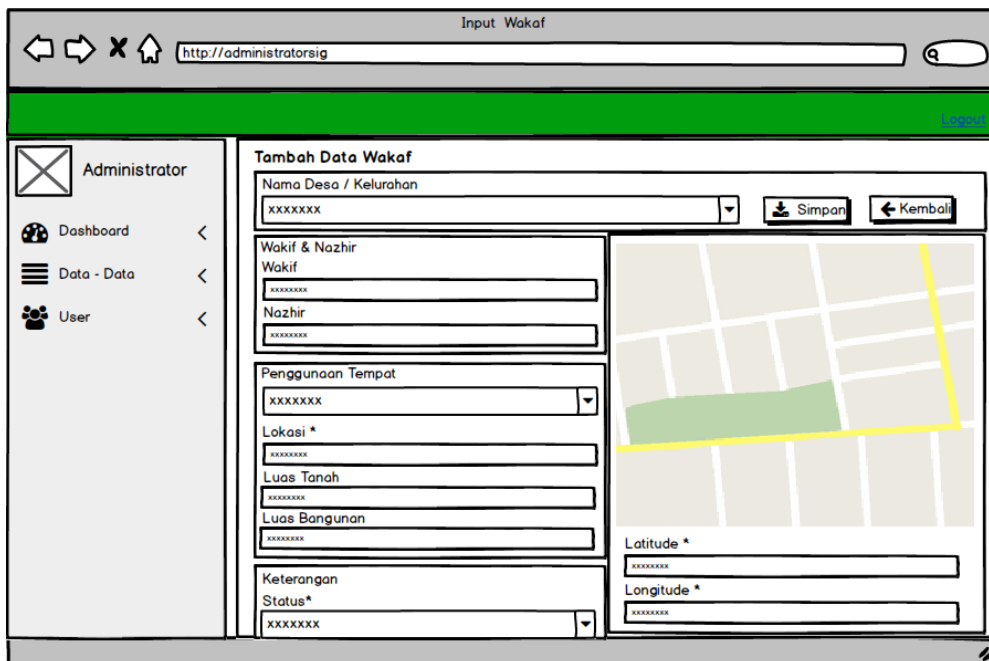 Input Wakaf
http://administratorsig
Logout
Administrator
Dashboard
Data - Data
User
Tambah Data Wakaf
Nama Desa / Kelurahan
xxxxxxx
Simpan
Kembali
Wakif & Nazhir
Wakif
xxxxxxxx
Nazhir
xxxxxxxx
Penggunaan Tempat
xxxxxxx
Lokasi *
xxxxxxxx
Luas Tanah
xxxxxxxx
Luas Bangunan
xxxxxxxx
Keterangan
Status*
xxxxxxx
Latitude *
xxxxxxxx
Longitude *
xxxxxxxx